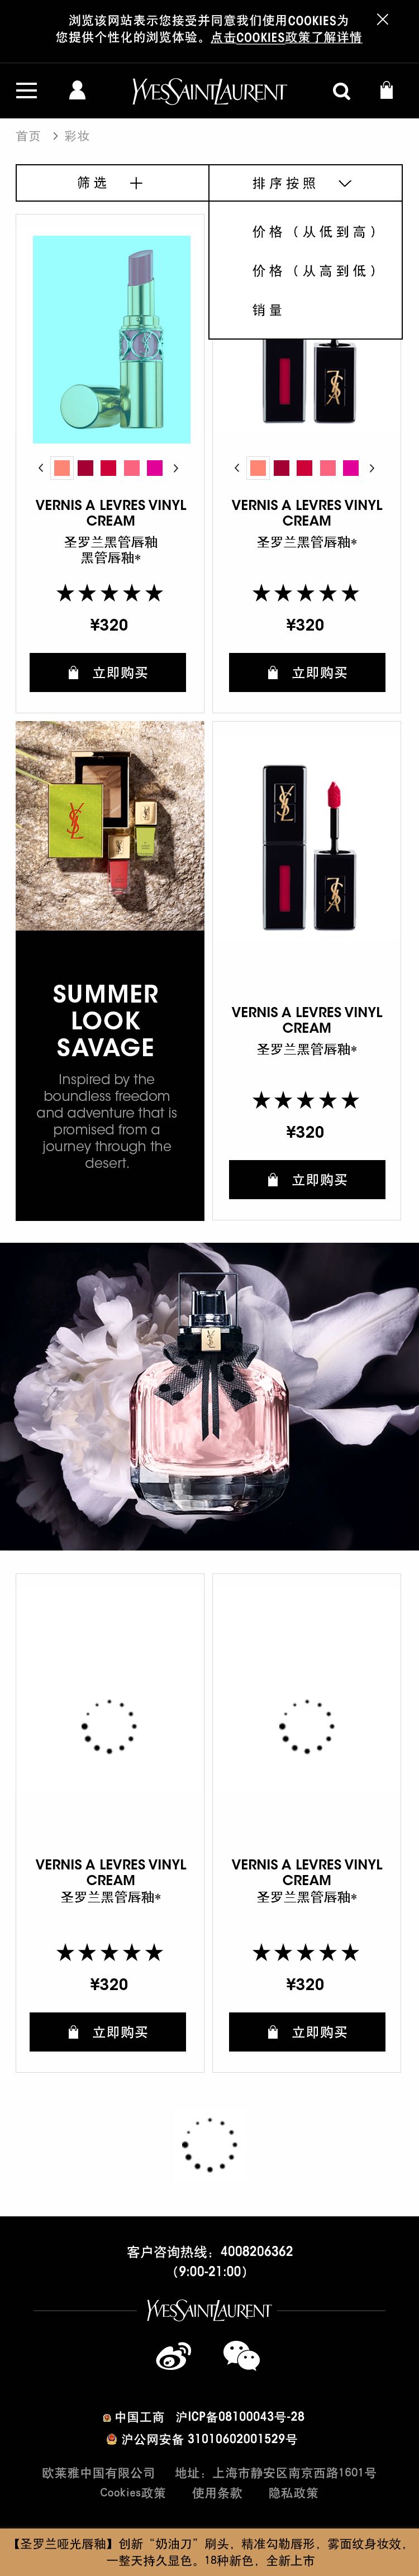 浏览该网站表示您接受并同意我们使用COOKIES为
您提供个性化的浏览体验。点击COOKIES政策了解详情
YVESSAINTLAURENT
首页 > 彩妆
筛选
排序按照
价格（从低到高）
价格（从高到低）
销量
VERNIS A LEVRES VINYL
CREAM
圣罗兰黑管唇釉
黑管唇釉*
¥320
立即购买
VERNIS A LEVRES VINYL
CREAM
圣罗兰黑管唇釉*
¥320
立即购买
SUMMER
LOOK
SAVAGE
Inspired by the
boundless freedom
and adventure that is
promised from a
journey through the
desert.
VERNIS A LEVRES VINYL
CREAM
圣罗兰黑管唇釉*
¥320
立即购买
VERNIS A LEVRES VINYL
CREAM
圣罗兰黑管唇釉*
¥320
立即购买
VERNIS A LEVRES VINYL
CREAM
圣罗兰黑管唇釉*
¥320
立即购买
客户咨询热线：4008206362
（9:00-21:00）
YVESSAINTLAURENT
中国工商 沪ICP备08100043号-28
沪公网安备 31010602001529号
欧莱雅中国有限公司 地址：上海市静安区南京西路1601号
Cookies政策 使用条款 隐私政策
【圣罗兰哑光唇釉】创新“奶油刀”刷头，精准勾勒唇形，雾面纹身妆效，
一整天持久显色。18种新色，全新上市